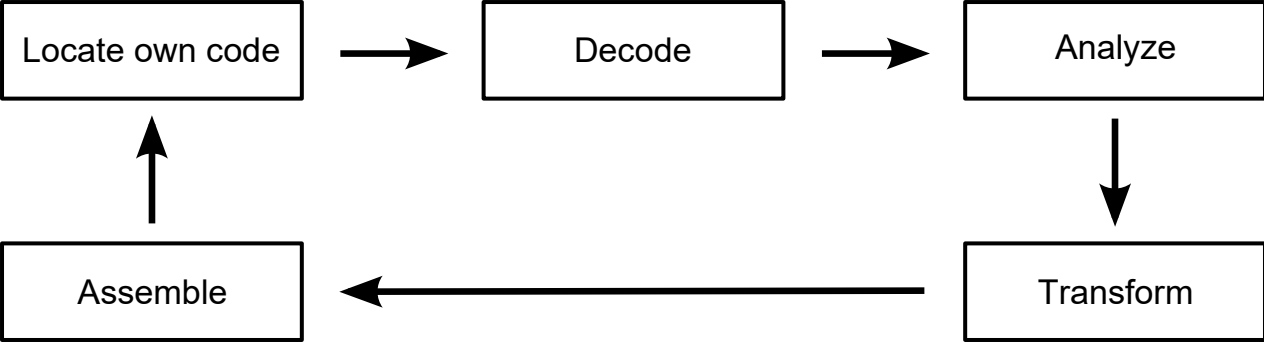 Locate own code
Decode
Analyze
Assemble
Transform